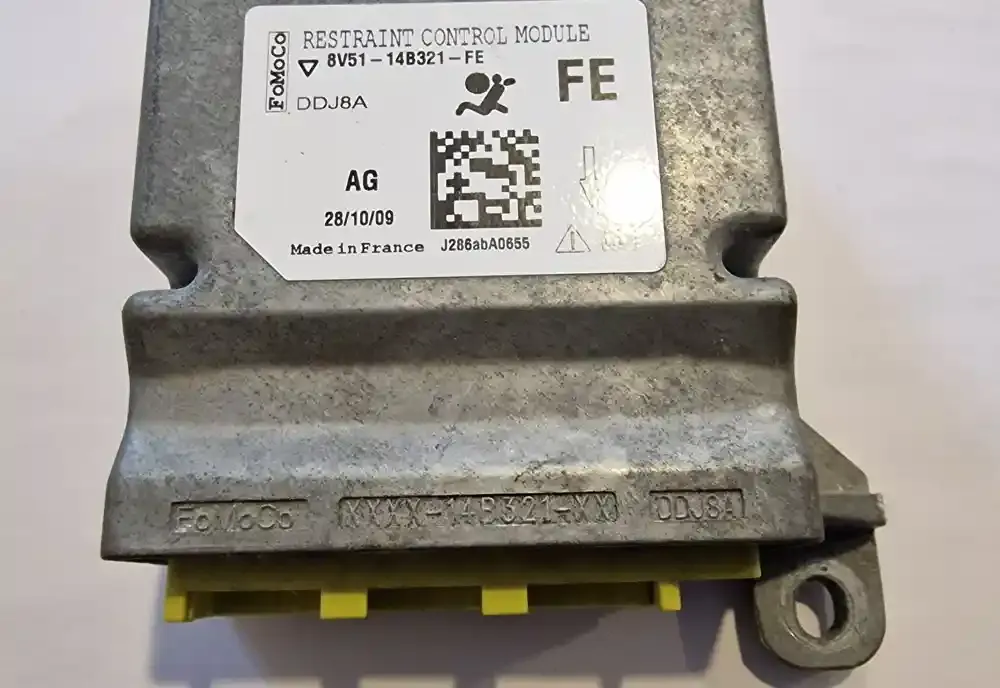 RESTRAINT CONTROL MODULE
FoMoCo
8V51-14B321-FE
DDJ8A
FE
AG
28/10/09
Made in France
J286abA0655
FoMoCo
XXXX-14B321-XX
DDJ8A